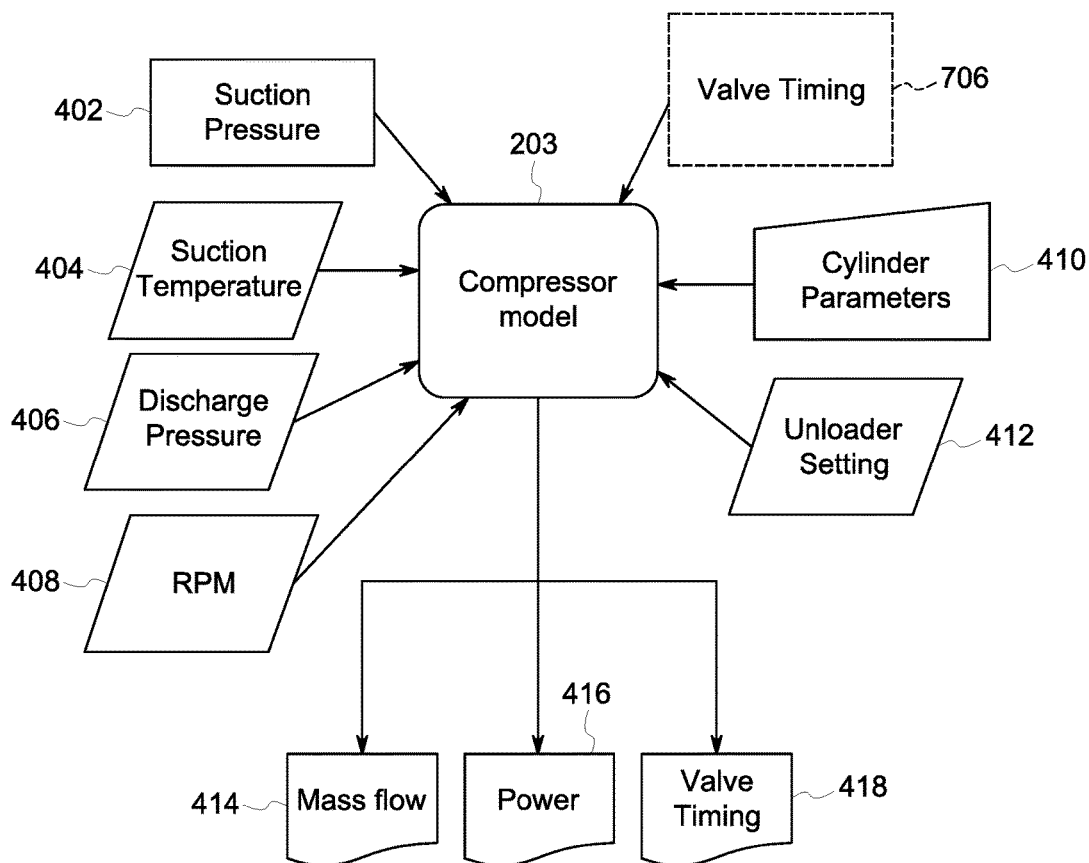 Suction
Pressure
402
Valve Timing
706
203
Suction
Temperature
404
Compressor
model
Cylinder
Parameters
410
Discharge
Pressure
406
Unloader
Setting
412
RPM
408
416
Mass flow
414
Power
Valve
Timing
418